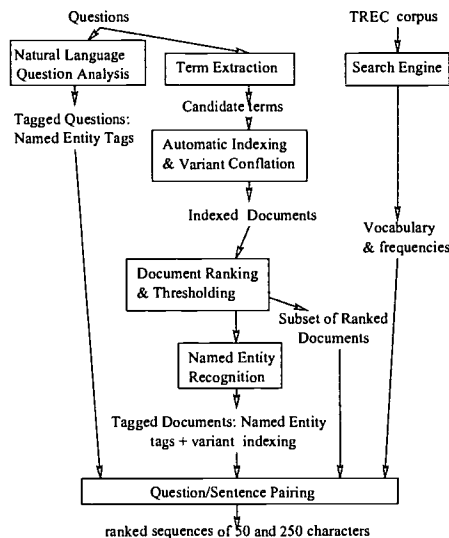 Questions
TREC corpus
Natural Language
Question Analysis
Term Extraction
Search Engine
Candidate terms
Tagged Questions:
Named Entity Tags
Automatic Indexing
& Variant Conflation
Indexed Documents
Vocabulary
& frequencies
Document Ranking
& Thresholding
Subset of Ranked
Documents
Named Entity
Recognition
Tagged Documents: Named Entity
tags + variant indexing
Question/Sentence Pairing
ranked sequences of 50 and 250 characters